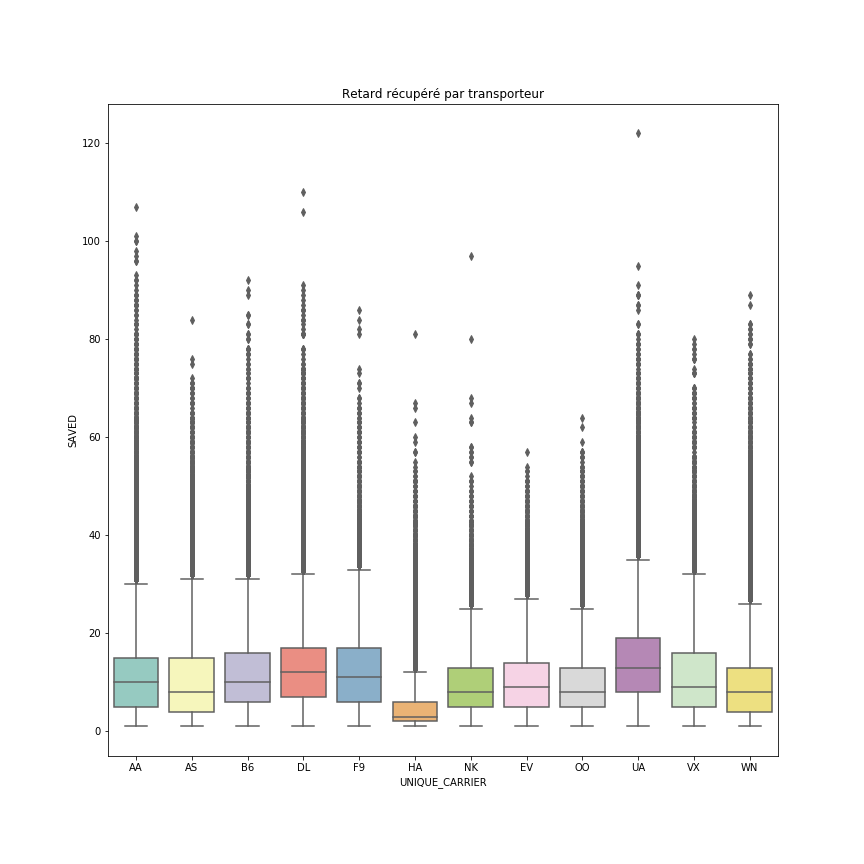 Retard récupéré par transporteur
120
100
80
60
40
20
0
SAVED
AA AS B6 DL F9 HA NK EV OO UA VX WN
UNIQUE_CARRIER